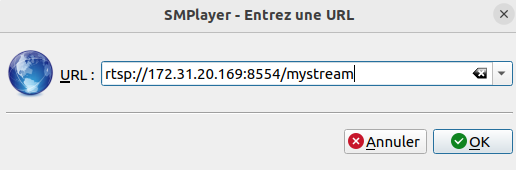 SMPlayer - Entrez une URL
URL : rtsp://172.31.20.169:8554/mystream
Annuler OK